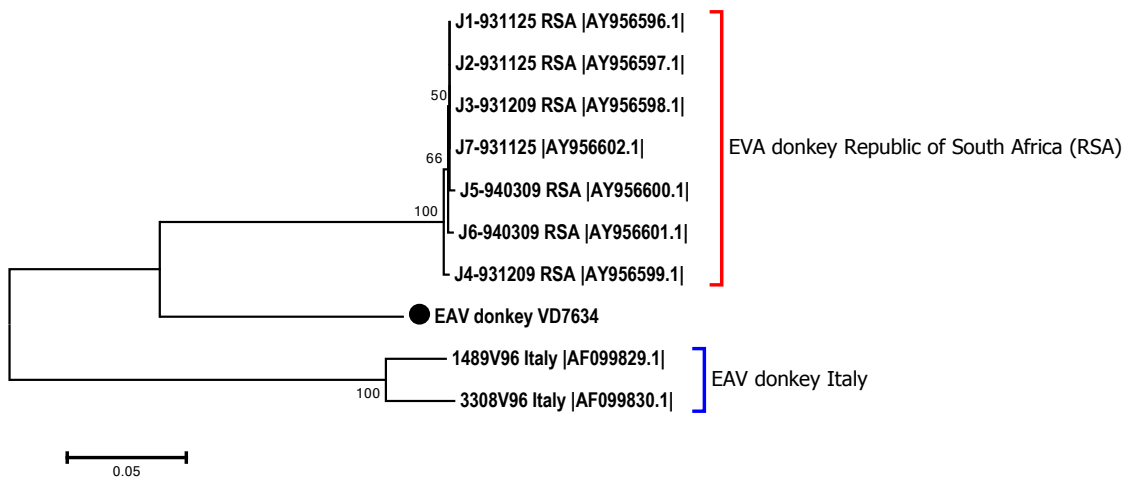 J1-931125 RSA |AY956596.1|
J2-931125 RSA |AY956597.1|
50
J3-931209 RSA |AY956598.1|
J7-931125 |AY956602.1|
EVA donkey Republic of South Africa (RSA)
66
J5-940309 RSA |AY956600.1|
100
J6-940309 RSA |AY956601.1|
J4-931209 RSA |AY956599.1|
EAV donkey VD7634
1489V96 Italy |AF099829.1|
EAV donkey Italy
100
3308V96 Italy |AF099830.1|
0.05